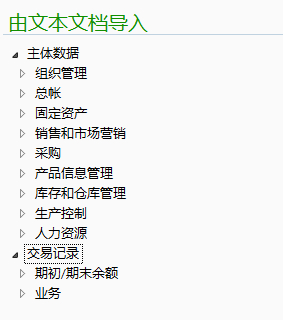 由文本文档导入
主体数据
组织管理
总帐
固定资产
销售和市场营销
采购
产品信息管理
库存和仓库管理
生产控制
人力资源
交易记录
期初/期末余额
业务